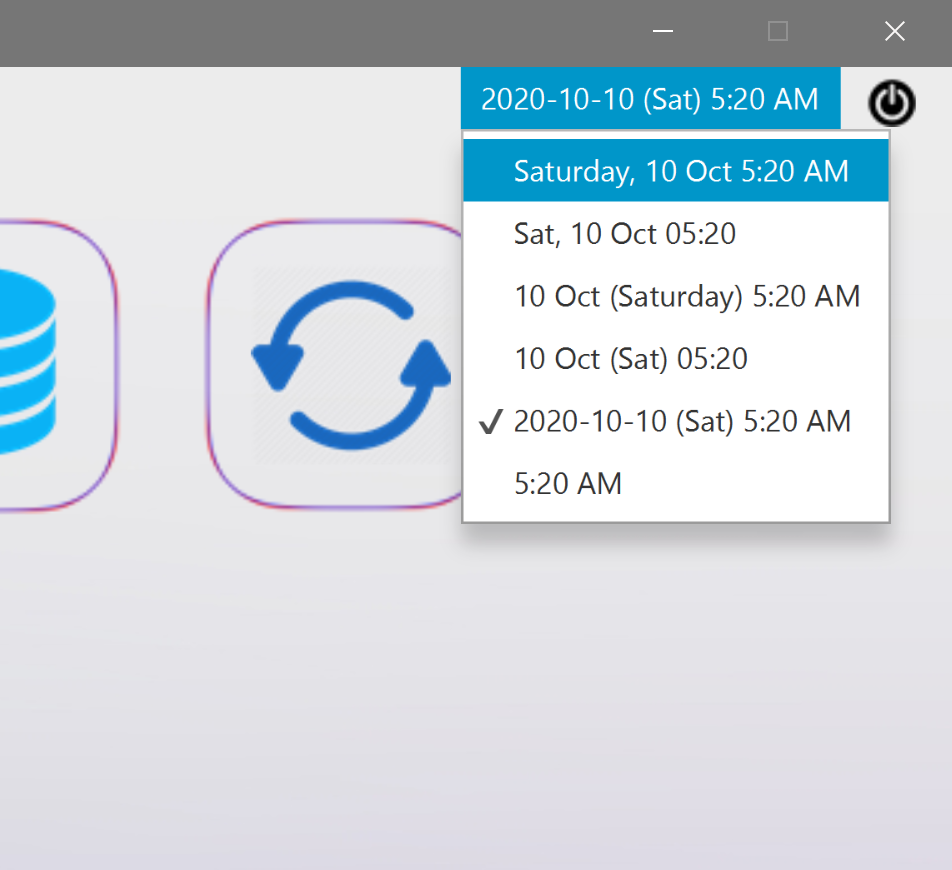 2020-10-10 (Sat) 5:20 AM
Saturday, 10 Oct 5:20 AM
Sat, 10 Oct 05:20
10 Oct (Saturday) 5:20 AM
10 Oct (Sat) 05:20
2020-10-10 (Sat) 5:20 AM
5:20 AM